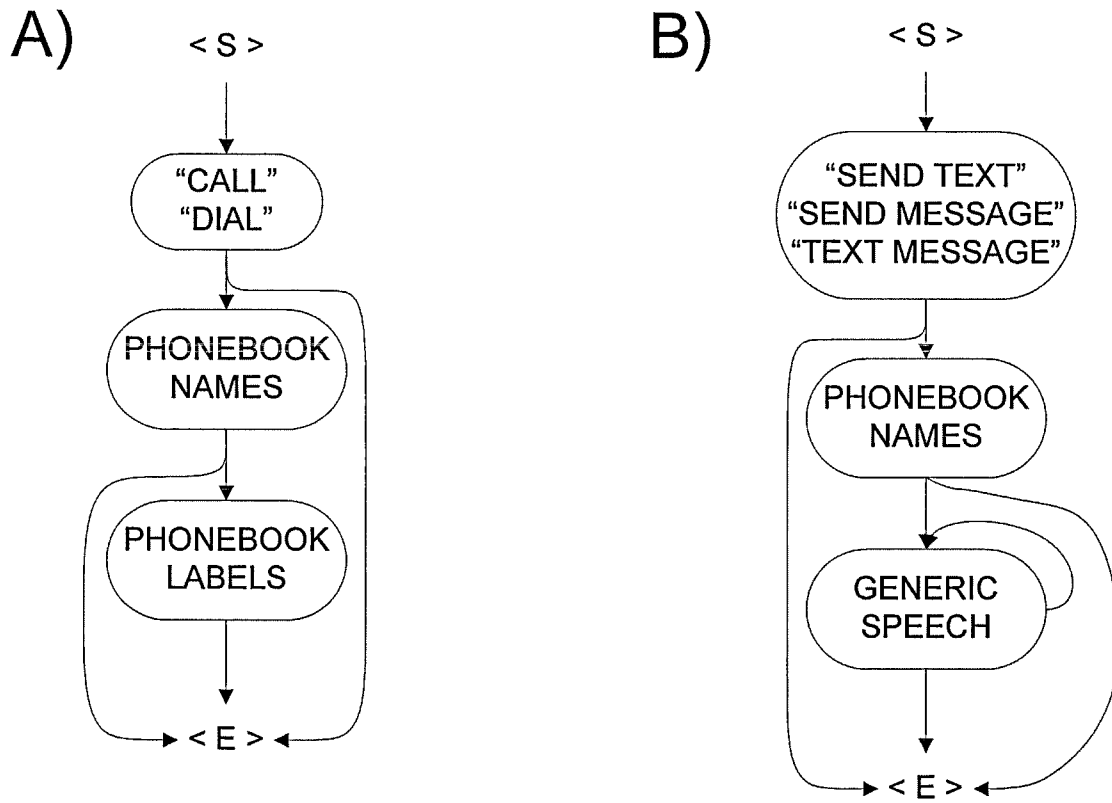 A)
< S >
“CALL”
“DIAL”
PHONEBOOK
NAMES
PHONEBOOK
LABELS
< E >
B)
< S >
“SEND TEXT”
“SEND MESSAGE”
“TEXT MESSAGE”
PHONEBOOK
NAMES
GENERIC
SPEECH
< E >